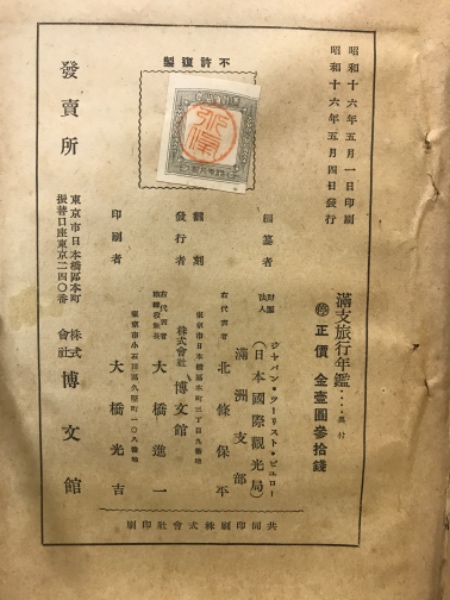 昭和十六年五月一日印刷
昭和十六年五月四日發行
滿支旅行年鑑‥‥奥付
停正價 金壹圓參拾錢
不許復製
編纂者
財團法人
ジャパン・ツーリスト・ビューロー
(日本國際觀光局)
滿洲支部
右代表者 北條保平
飜刻發行者
東京市日本橋區本町三丁目九番地
株式會社 博文館
右代表者 大橋進一
印刷者
東京市小石川區久堅町一〇八番地
大橋光吉
共同印刷株式會社印刷
發賣所
東京市日本橋區本町
振替口座東京二四〇番
株式會社 博文館